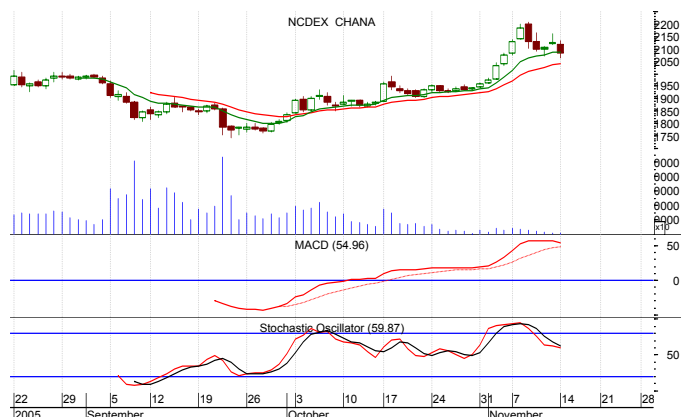 NCDEX CHANA
2200
2150
2100
2050
1950
1900
1850
1800
1750
9000
x10
MACD (54.96)
50
0
Stochastic Oscillator (59.87)
50
22 29 5 12 19 26 3 10 17 24 31 7 14 21 28
2005 September October November